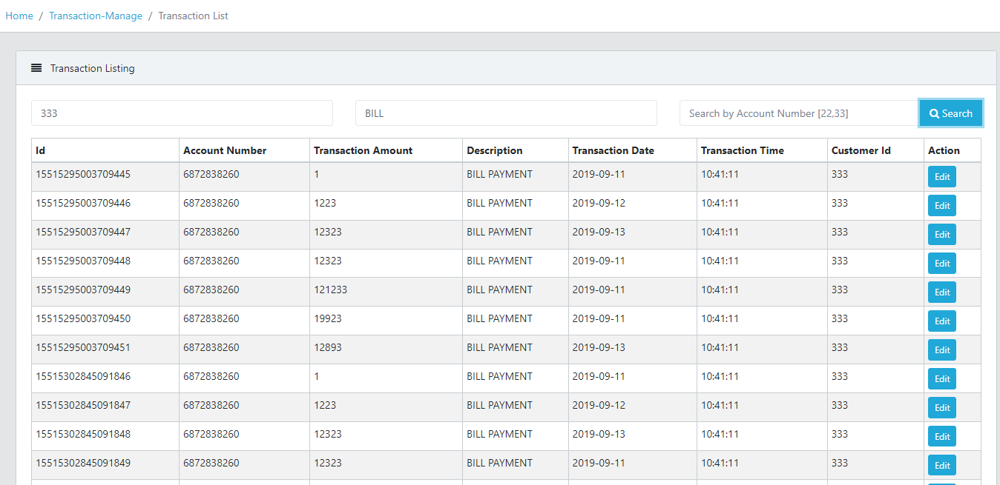 Home / Transaction-Manage / Transaction List
Transaction Listing
333 BILL Search by Account Number [22,33] Search
Id Account Number Transaction Amount Description Transaction Date Transaction Time Customer Id Action
15515295003709445 6872838260 1 BILL PAYMENT 2019-09-11 10:41:11 333 Edit
15515295003709446 6872838260 1223 BILL PAYMENT 2019-09-12 10:41:11 333 Edit
15515295003709447 6872838260 12323 BILL PAYMENT 2019-09-13 10:41:11 333 Edit
15515295003709448 6872838260 12323 BILL PAYMENT 2019-09-11 10:41:11 333 Edit
15515295003709449 6872838260 121233 BILL PAYMENT 2019-09-11 10:41:11 333 Edit
15515295003709450 6872838260 19923 BILL PAYMENT 2019-09-11 10:41:11 333 Edit
15515295003709451 6872838260 12893 BILL PAYMENT 2019-09-13 10:41:11 333 Edit
15515302845091846 6872838260 1 BILL PAYMENT 2019-09-11 10:41:11 333 Edit
15515302845091847 6872838260 1223 BILL PAYMENT 2019-09-12 10:41:11 333 Edit
15515302845091848 6872838260 12323 BILL PAYMENT 2019-09-13 10:41:11 333 Edit
15515302845091849 6872838260 12323 BILL PAYMENT 2019-09-11 10:41:11 333 Edit